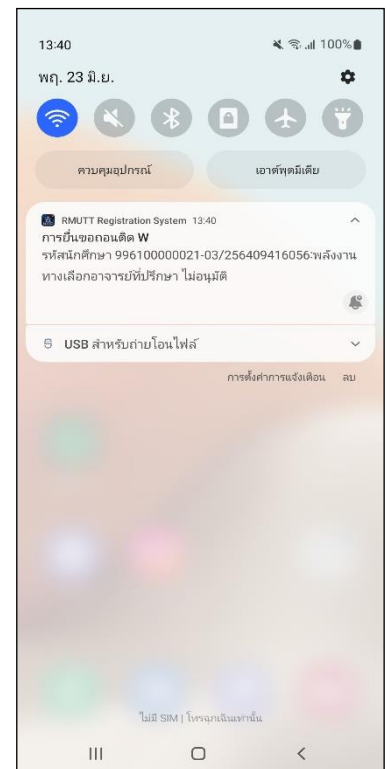 13:40 100%
พฤ. 23 มิ.ย.
ควบคุมอุปกรณ์ เอาต์พุตมีเดีย
RMUTT Registration System 13:40
การยื่นขอถอนติด W
รหัสนักศึกษา 996100000021-03/256409416056:พลังงาน
ทางเลือกอาจารย์ที่ปรึกษา ไม่อนุมัติ
USB สำหรับถ่ายโอนไฟล์
การตั้งค่าการแจ้งเตือน ลบ
ไม่มี SIM | โทรฉุกเฉินเท่านั้น